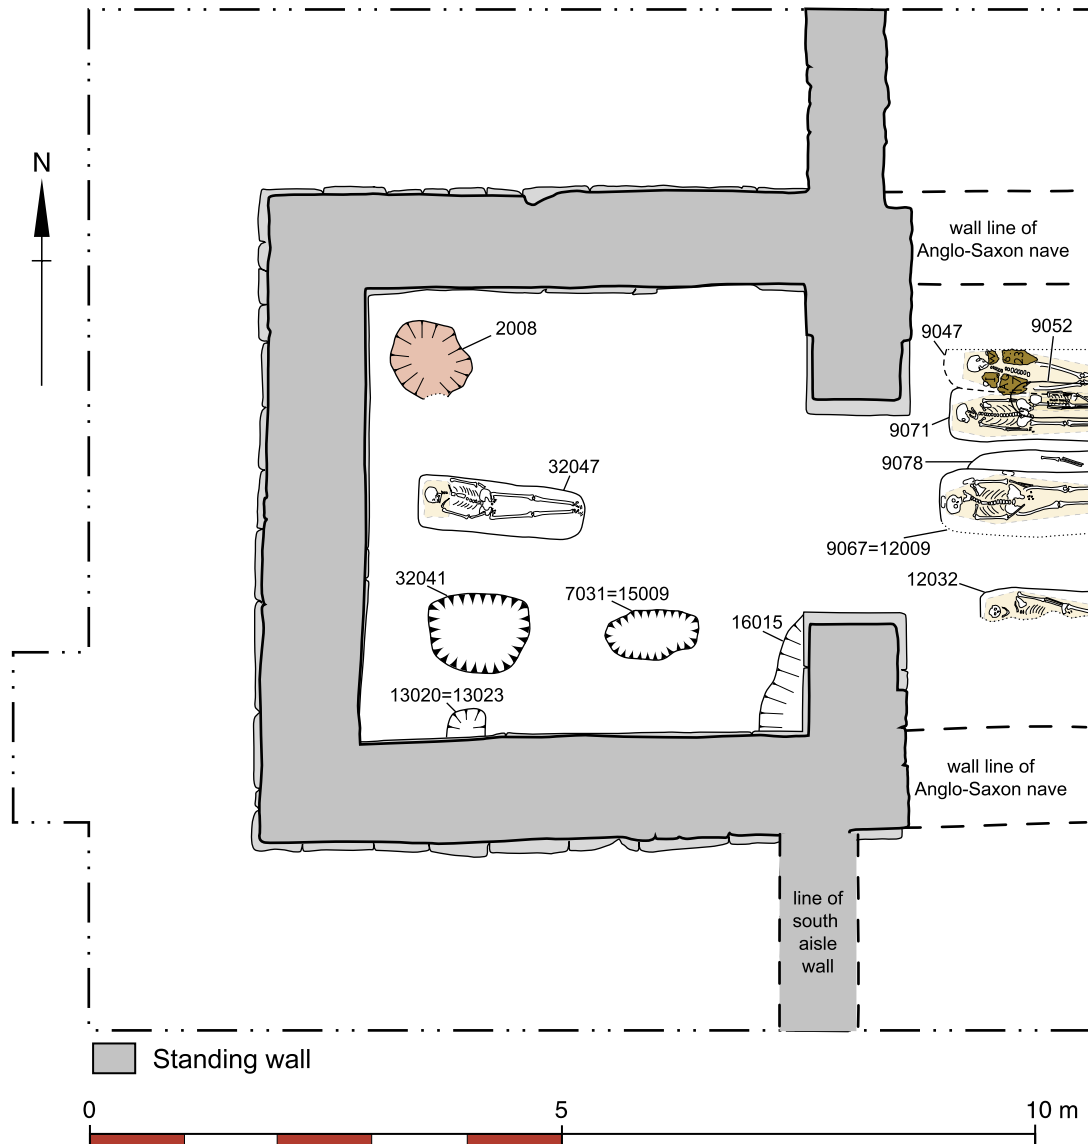 N
wall line of
Anglo-Saxon nave
2008
9047
9052
9071
9078
32047
9067=12009
32041
7031=15009
12032
16015
13020=13023
wall line of
Anglo-Saxon nave
line of
south
aisle
wall
Standing wall
0
5
10 m